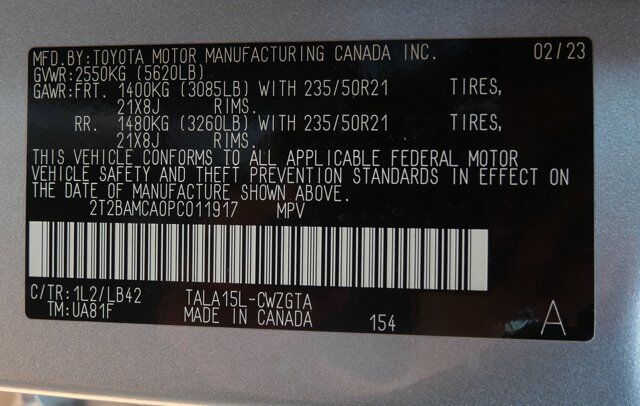 MFD.BY:TOYOTA MOTOR MANUFACTURING CANADA INC. 02/23
GVWR:2550KG (5620LB)
GAWR:FRT. 1400KG (3085LB) WITH 235/50R21 TIRES,
21X8J RIMS.
RR. 1480KG (3260LB) WITH 235/50R21 TIRES,
21X8J RIMS.
THIS VEHICLE CONFORMS TO ALL APPLICABLE FEDERAL MOTOR
VEHICLE SAFETY AND THEFT PREVENTION STANDARDS IN EFFECT ON
THE DATE OF MANUFACTURE SHOWN ABOVE.
2T2BAMCA0PC011917 MPV
C/TR:1L2/LB42 TALA15L-CWZGTA
TM:UA81F MADE IN CANADA 154 A